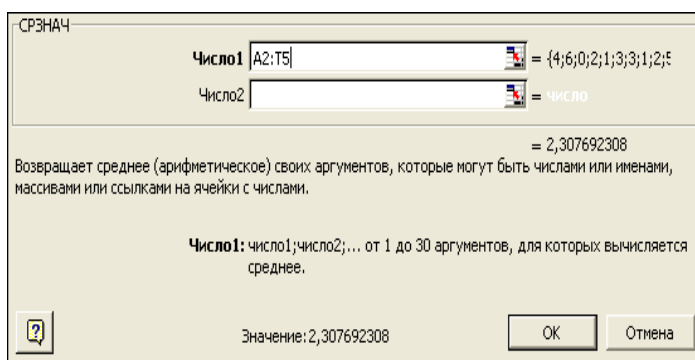 СРЗНАЧ
Число1 A2:T5 = {4;6;0;2;1;3;3;1;2;5
Число2 = число
= 2,307692308
Возвращает среднее (арифметическое) своих аргументов, которые могут быть числами или именами,
массивами или ссылками на ячейки с числами.
Число1: число1;число2;... от 1 до 30 аргументов, для которых вычисляется
среднее.
? Значение:2,307692308 OK Отмена